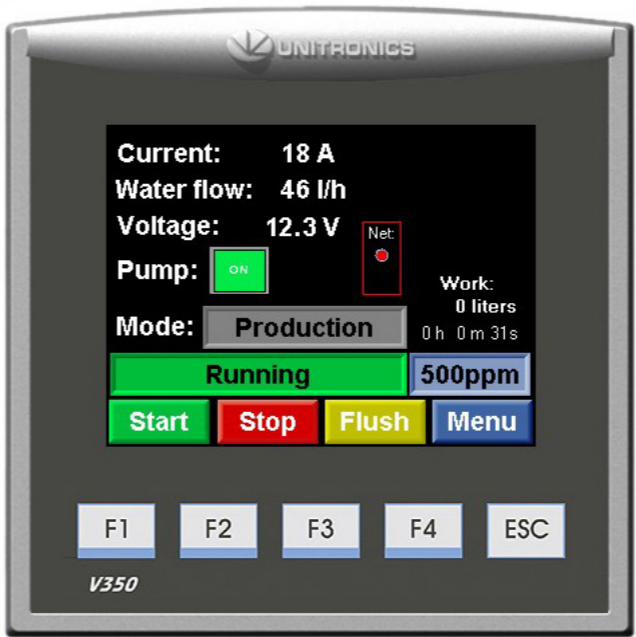 UNITRONICS
Current: 18 A
Water flow: 46 l/h
Voltage: 12.3 V
Net:
Pump: ON
Work:
0 liters
Mode: Production
0 h 0 m 31s
Running
500ppm
Start Stop Flush Menu
F1 F2 F3 F4 ESC
V350